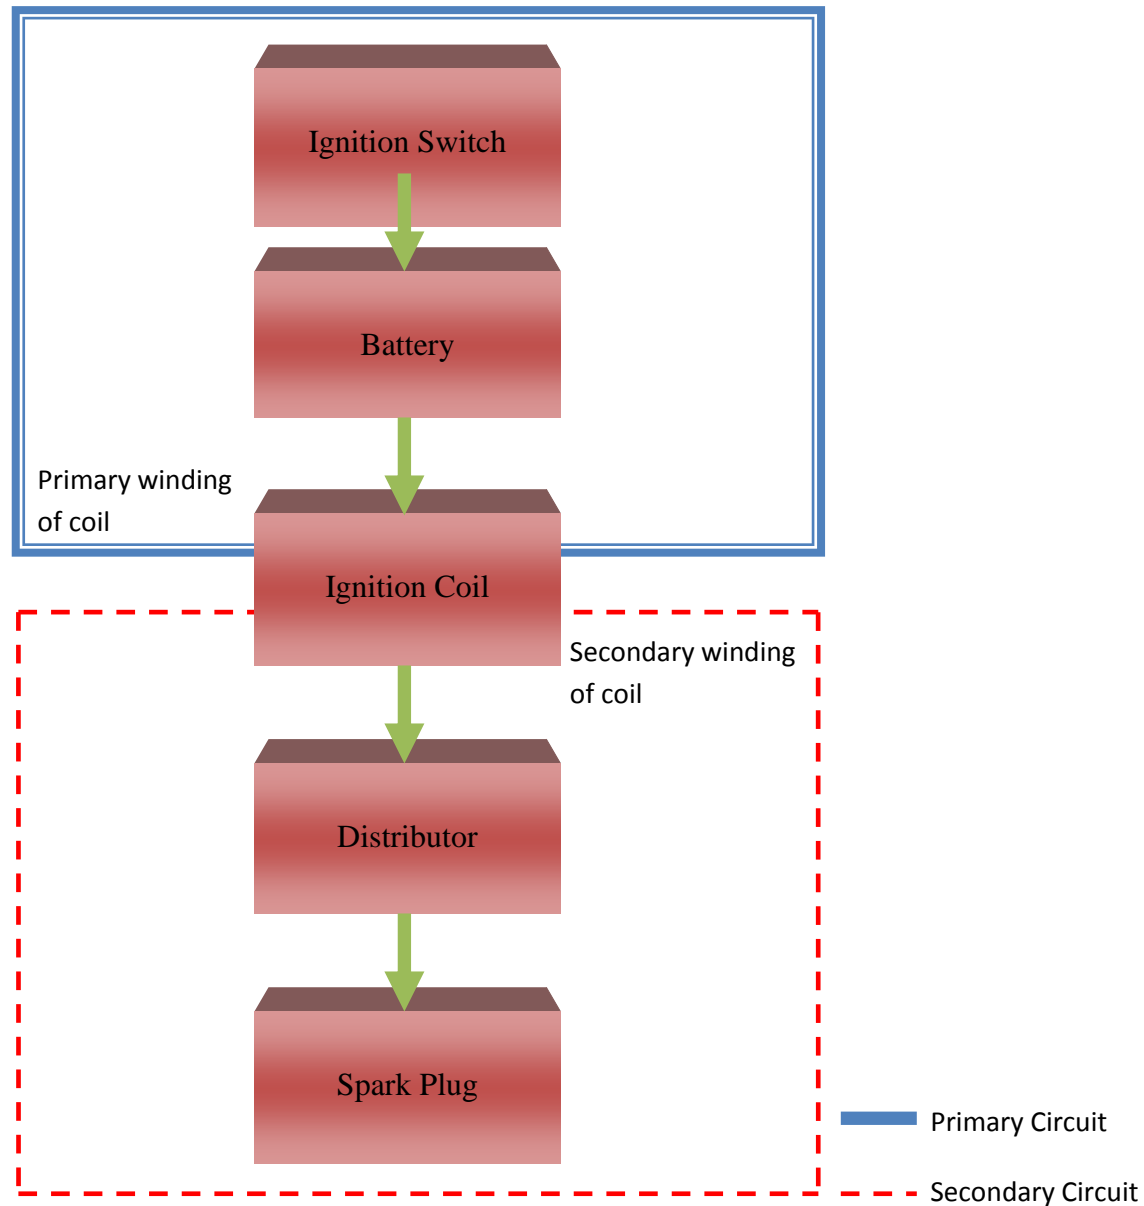 Ignition Switch
Battery
Primary winding
of coil
Ignition Coil
Secondary winding
of coil
Distributor
Spark Plug
Primary Circuit
Secondary Circuit